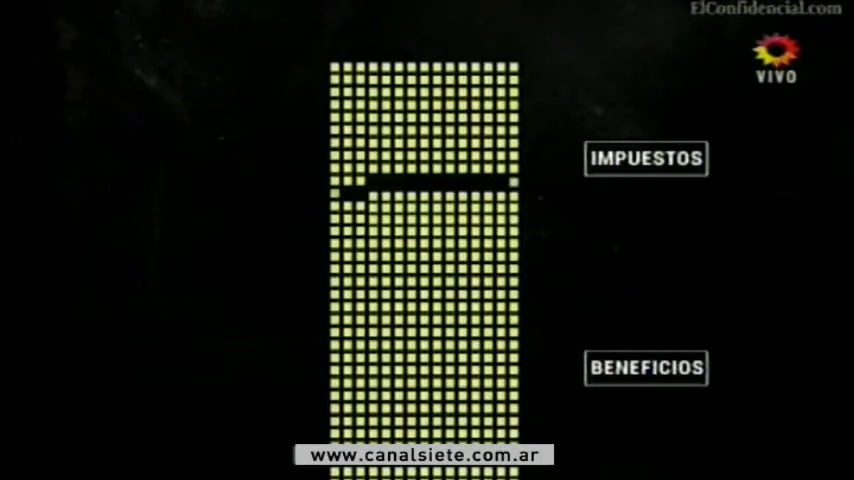 ElConfidencial.com
VIVO
IMPUESTOS
BENEFICIOS
www.canalsiete.com.ar